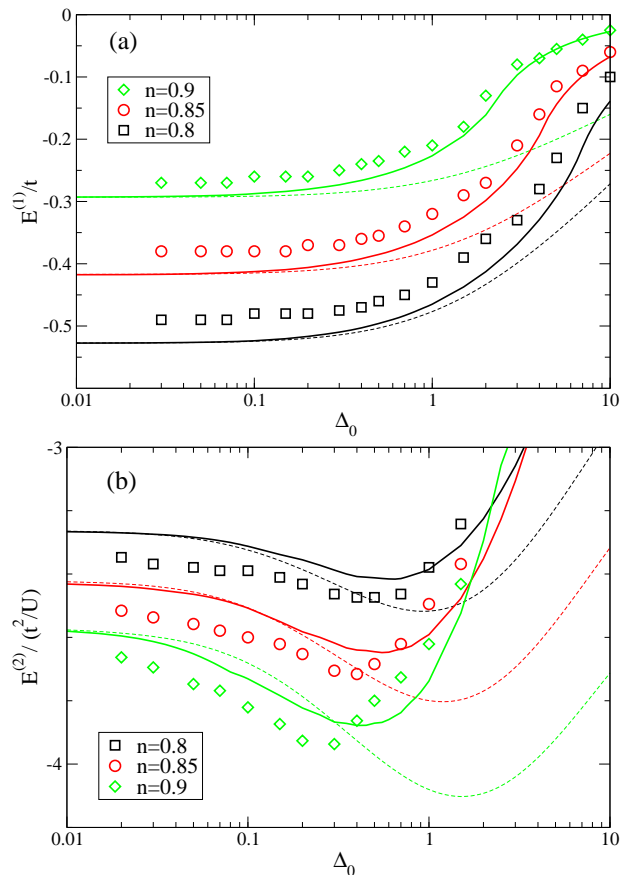 (a)
0
-0.1
-0.2
-0.3
-0.4
-0.5
E^(1)/t
n=0.9
n=0.85
n=0.8
0.01 0.1 1 10
Δ₀
(b)
-3
-4
E^(2)/ (t²/U)
n=0.8
n=0.85
n=0.9
0.01 0.1 1 10
Δ₀